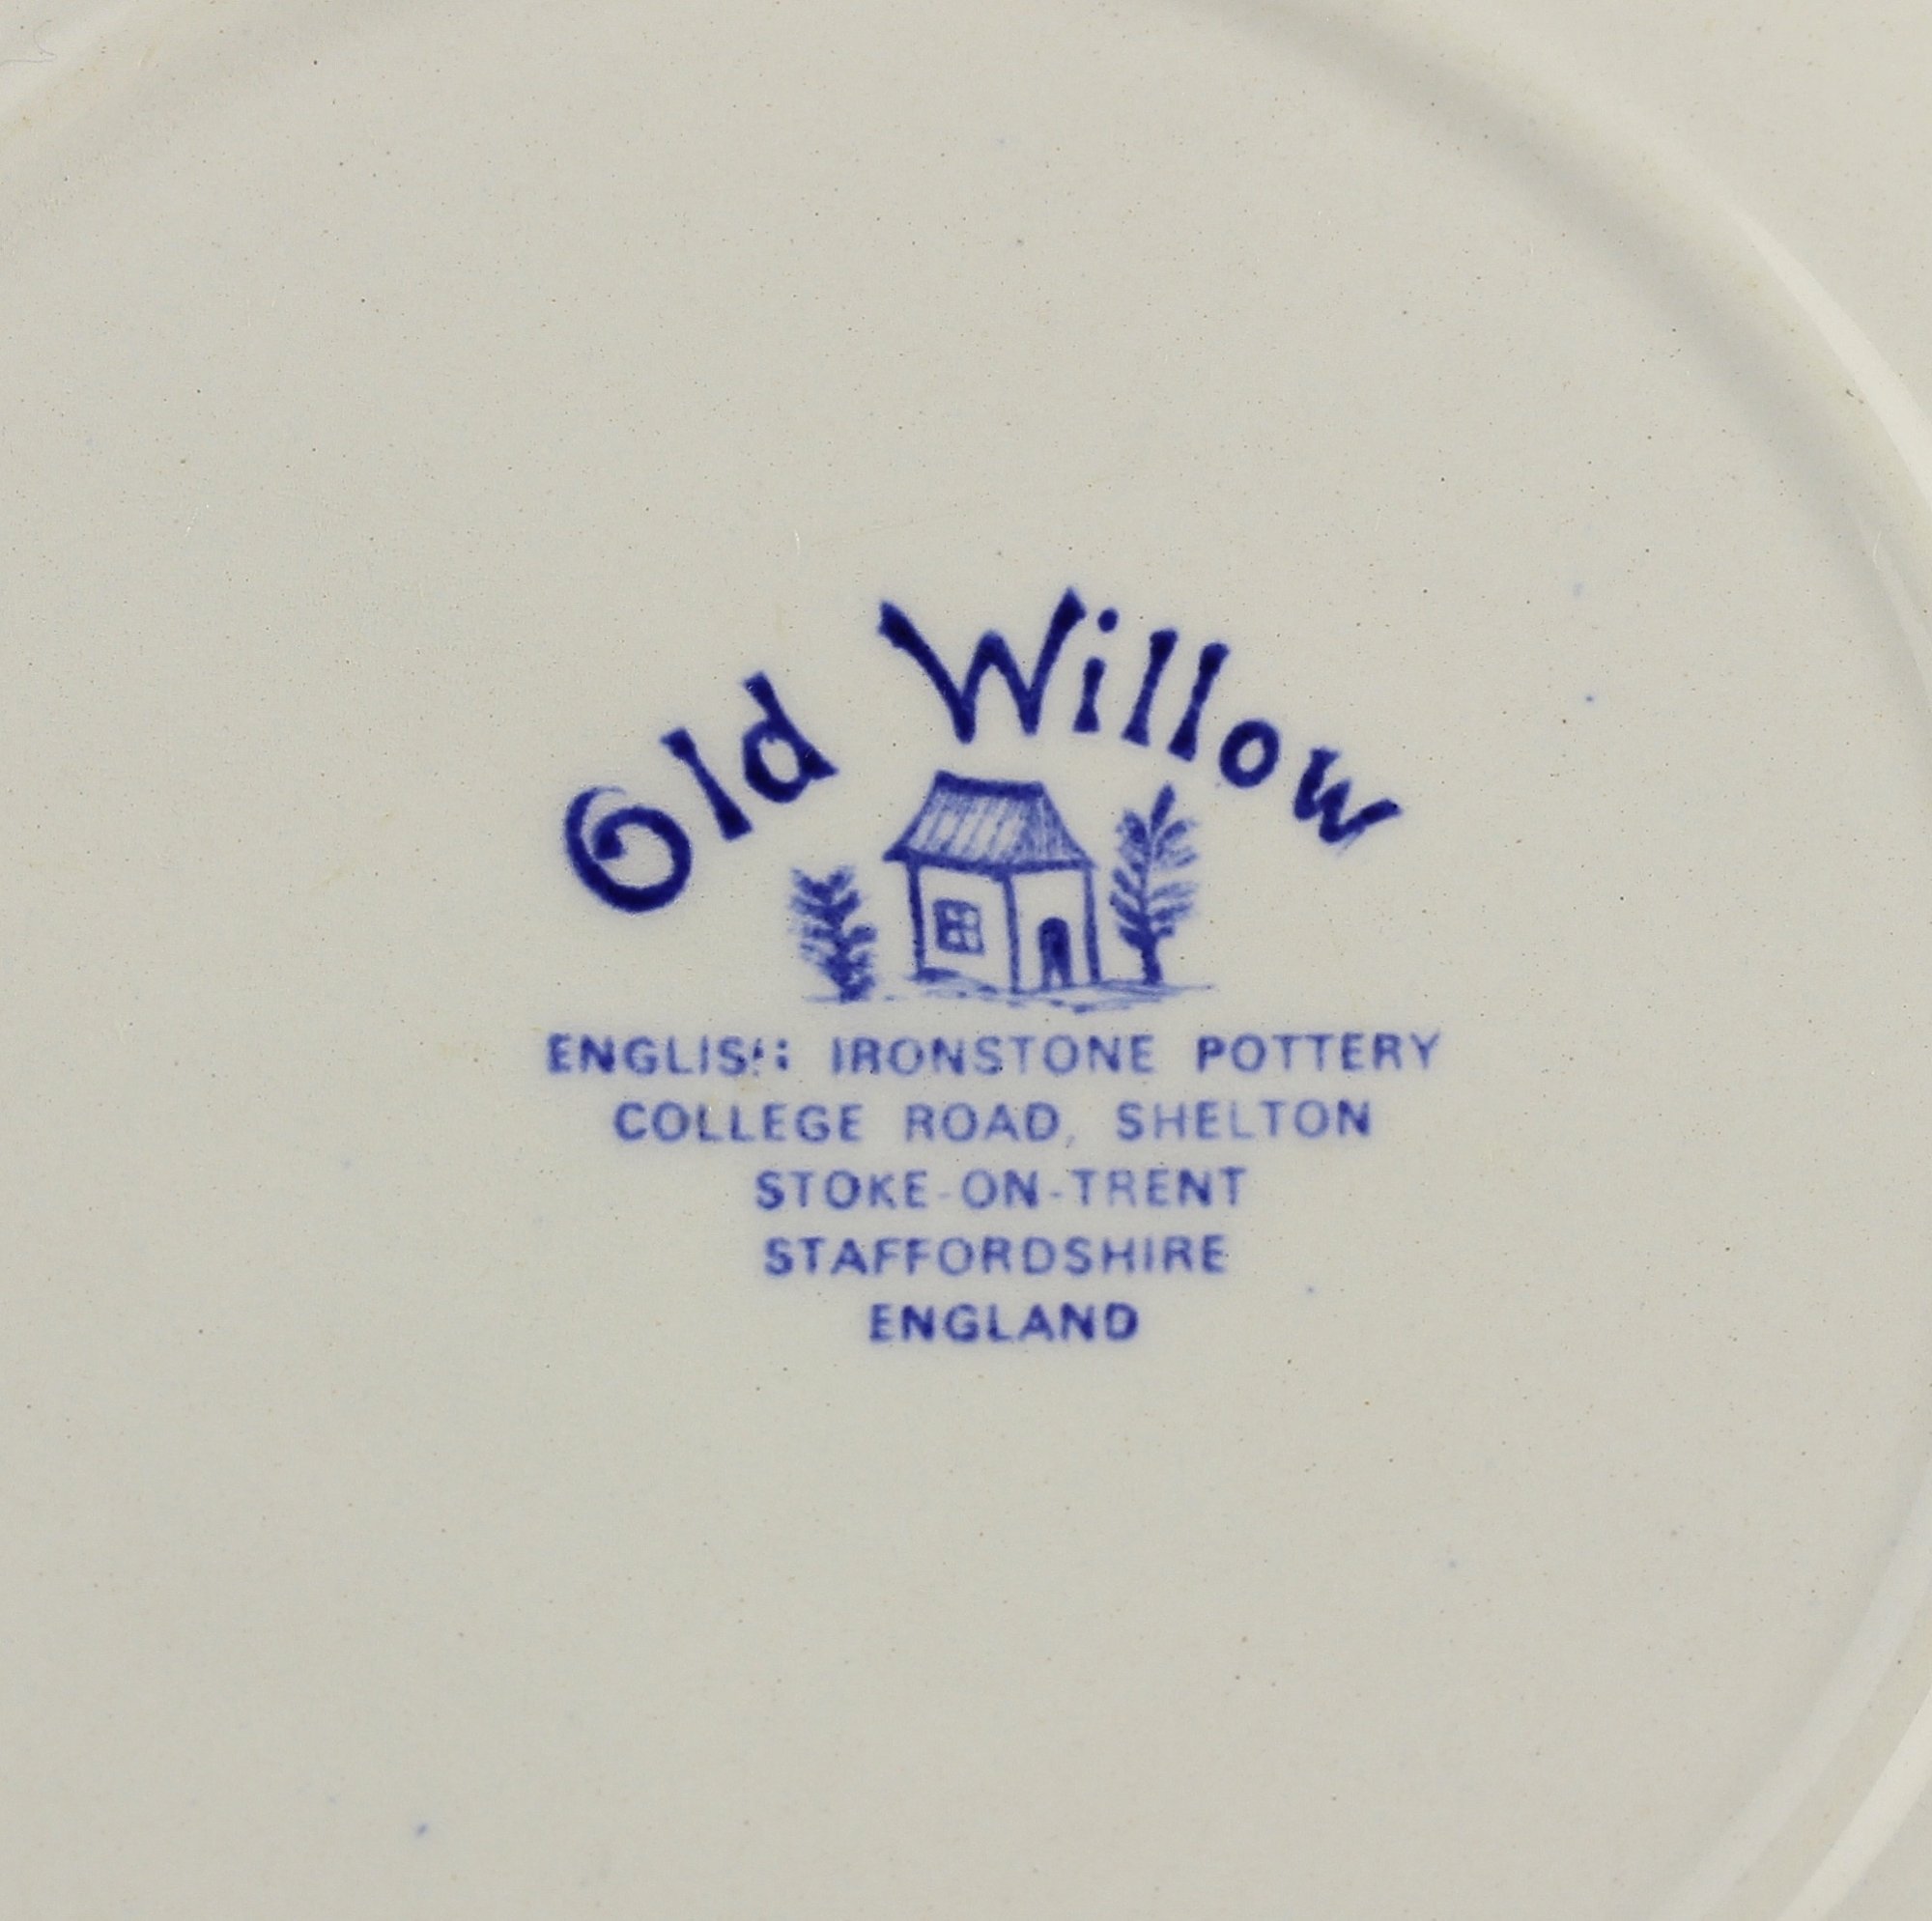 Old Willow
ENGLISH IRONSTONE POTTERY
COLLEGE ROAD, SHELTON
STOKE-ON-TRENT
STAFFORDSHIRE
ENGLAND